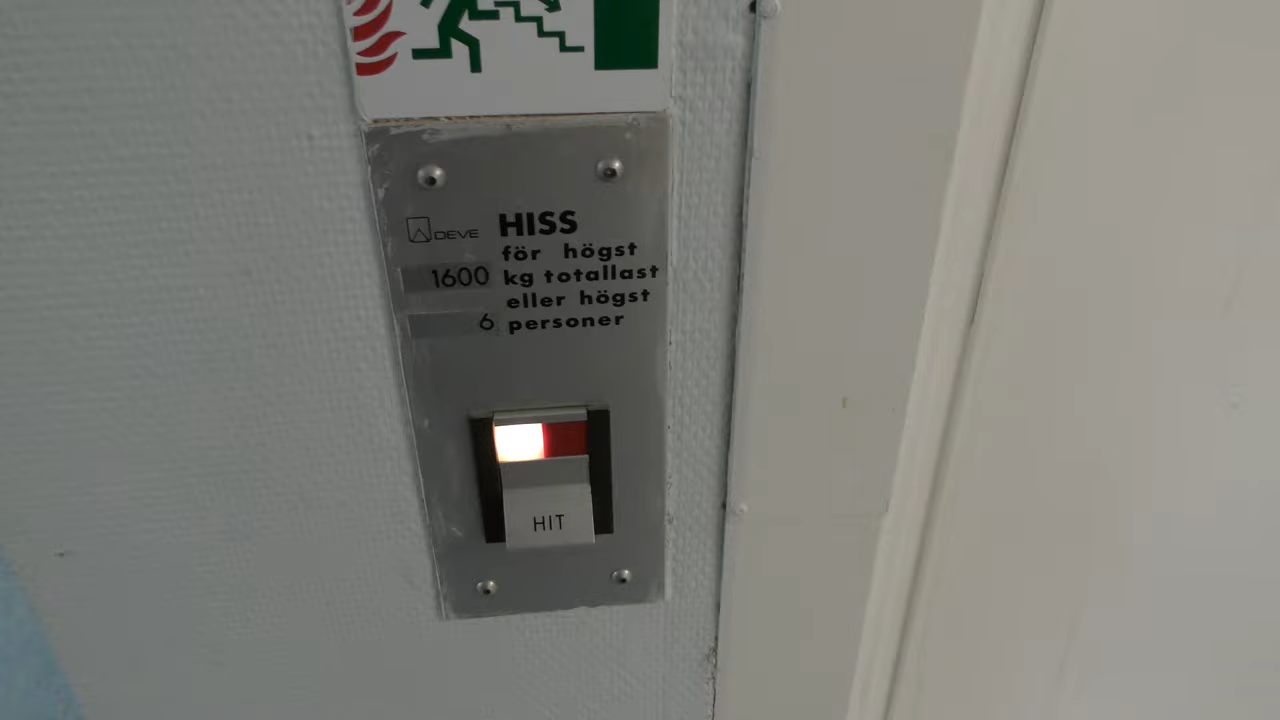 DEVE HISS
för högst
1600 kg totallast
eller högst
6 personer
HIT